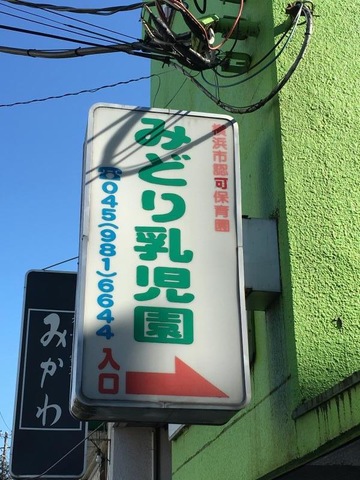 横浜市認可保育園
みどり乳児園
☎045(981)6644
入口
みかわ